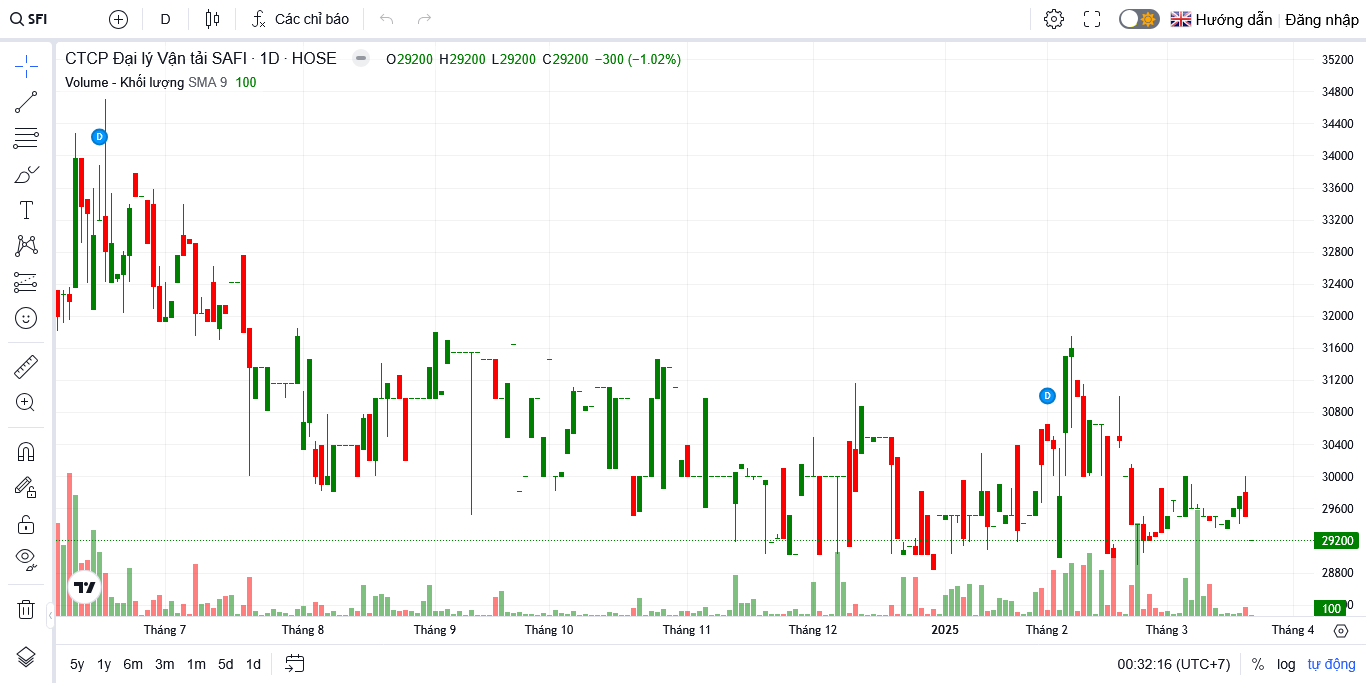 SFI D Các chỉ báo Hướng dẫn Đăng nhập
CTCP Đại lý Vận tải SAFI · 1D · HOSE O29200 H29200 L29200 C29200 −300 (−1.02%)
Volume - Khối lượng SMA 9 100
D
D
35200
34800
34400
34000
33600
33200
32800
32400
32000
31600
31200
30800
30400
30000
29600
29200
28800
100
Tháng 7 Tháng 8 Tháng 9 Tháng 10 Tháng 11 Tháng 12 2025 Tháng 2 Tháng 3 Tháng 4
5y 1y 6m 3m 1m 5d 1d 00:32:16 (UTC+7) % log tự động